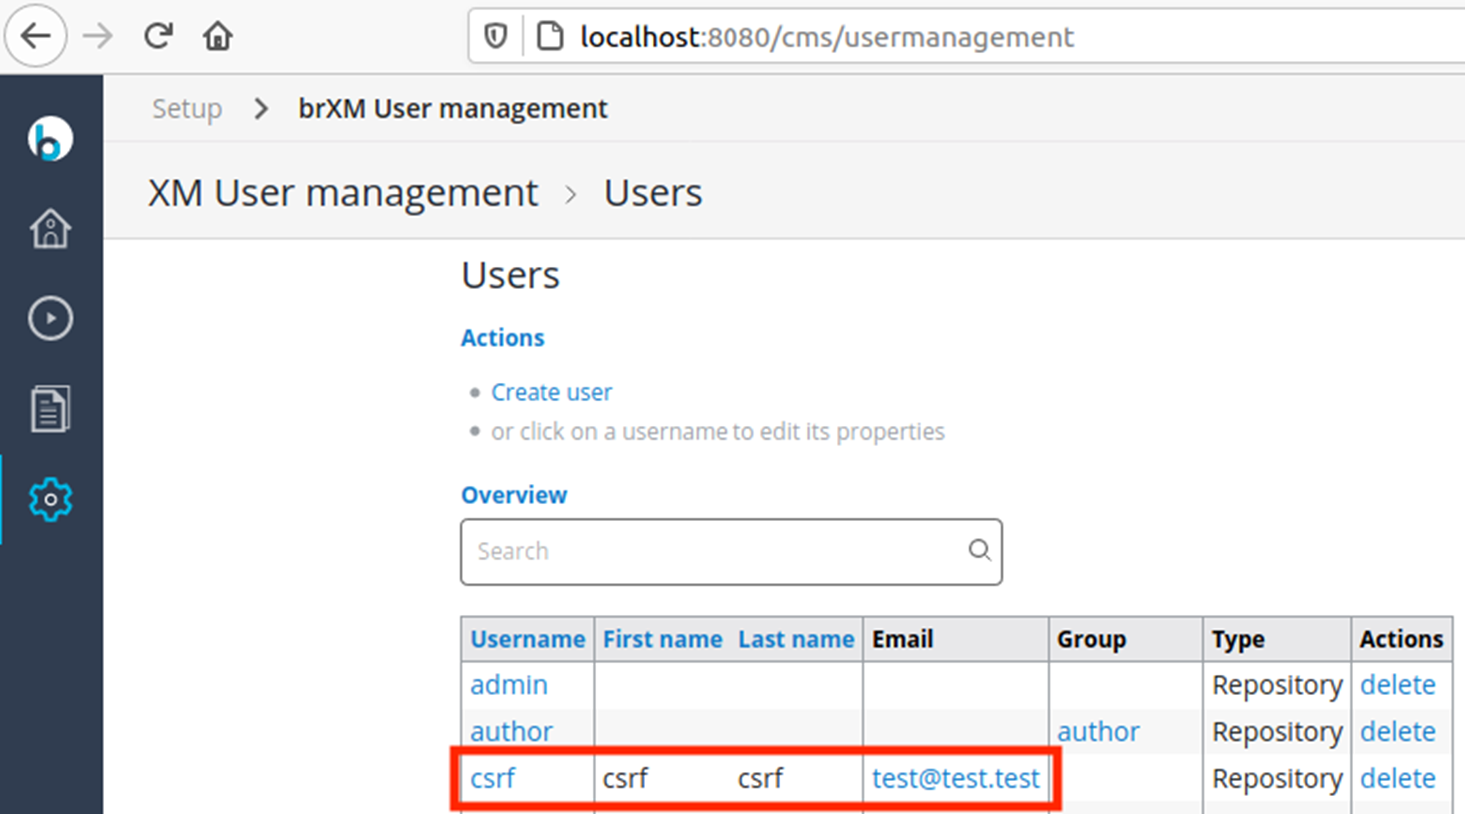 localhost:8080/cms/usermanagement
Setup > brXM User management
XM User management > Users
Users
Actions
• Create user
• or click on a username to edit its properties
Overview
Search
Username First name Last name Email Group Type Actions
admin Repository delete
author author Repository delete
csrf csrf csrf test@test.test Repository delete